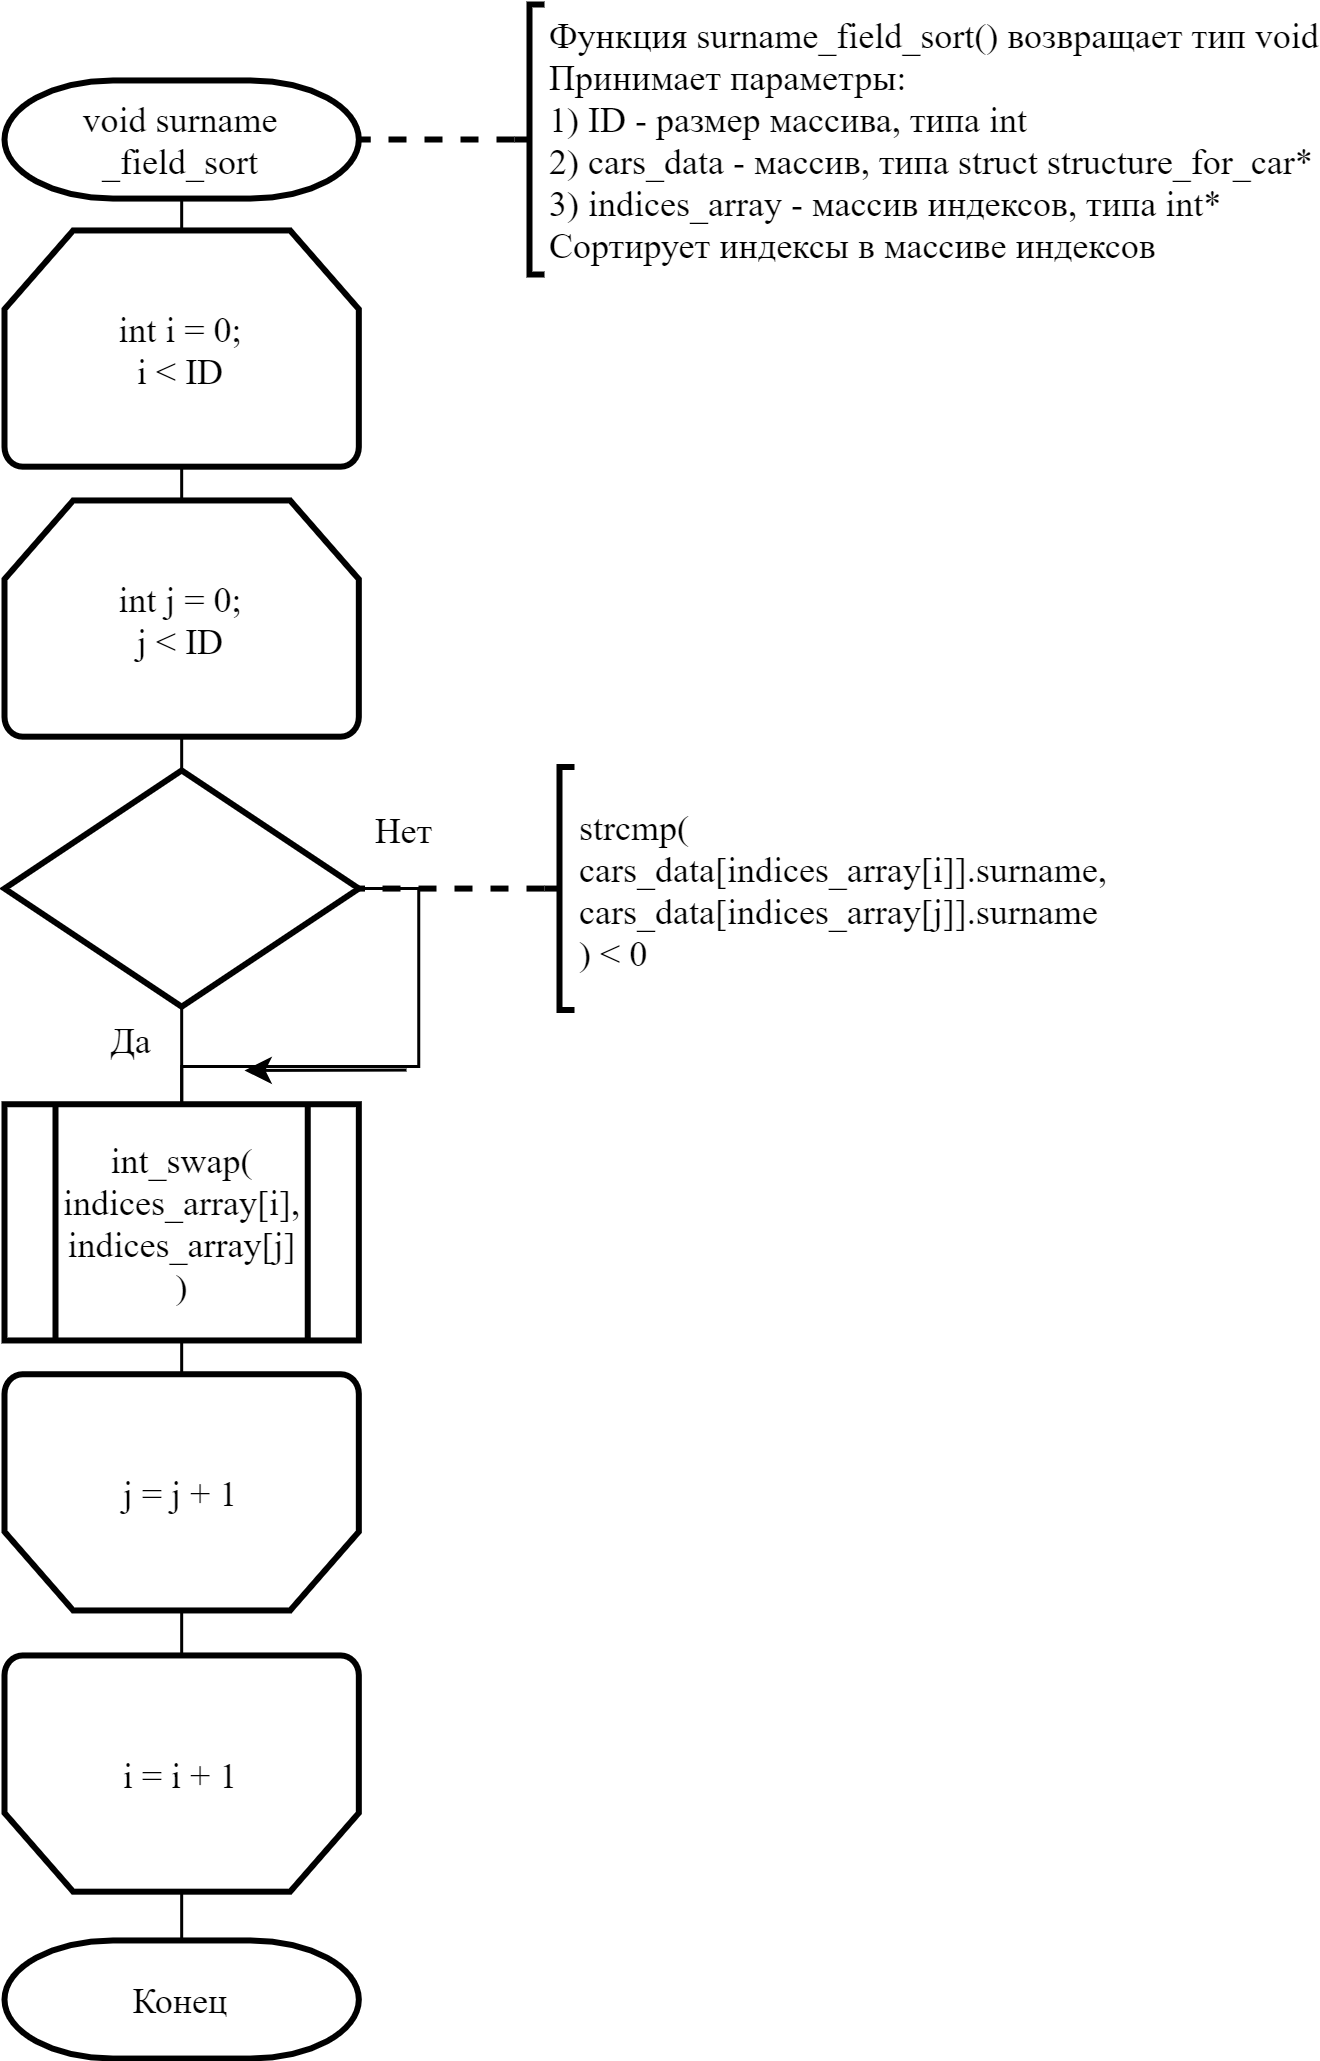 Функция surname_field_sort() возвращает тип void
Принимает параметры:
1) ID - размер массива, типа int
2) cars_data - массив, типа struct structure_for_car*
3) indices_array - массив индексов, типа int*
Сортирует индексы в массиве индексов
void surname
_field_sort
int i = 0;
i < ID
int j = 0;
j < ID
Нет
strcmp(
cars_data[indices_array[i]].surname,
cars_data[indices_array[j]].surname
) < 0
Да
int_swap(
indices_array[i],
indices_array[j]
)
j = j + 1
i = i + 1
Конец